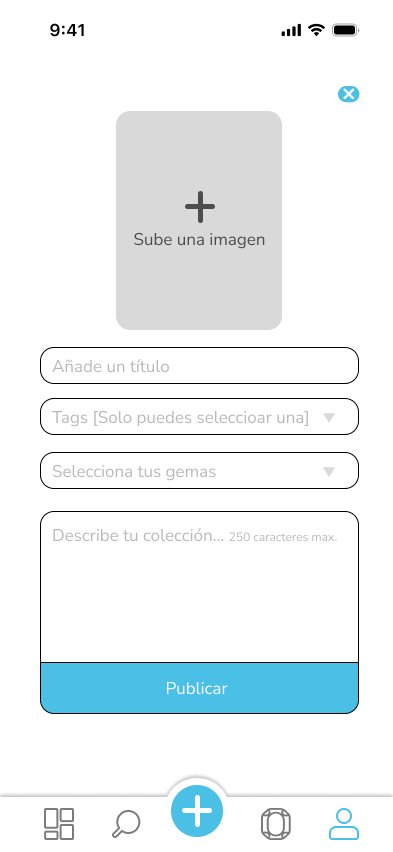 9:41
Sube una imagen
Añade un título
Tags [Solo puedes seleccioar una]
Selecciona tus gemas
Describe tu colección... 250 caracteres max.
Publicar